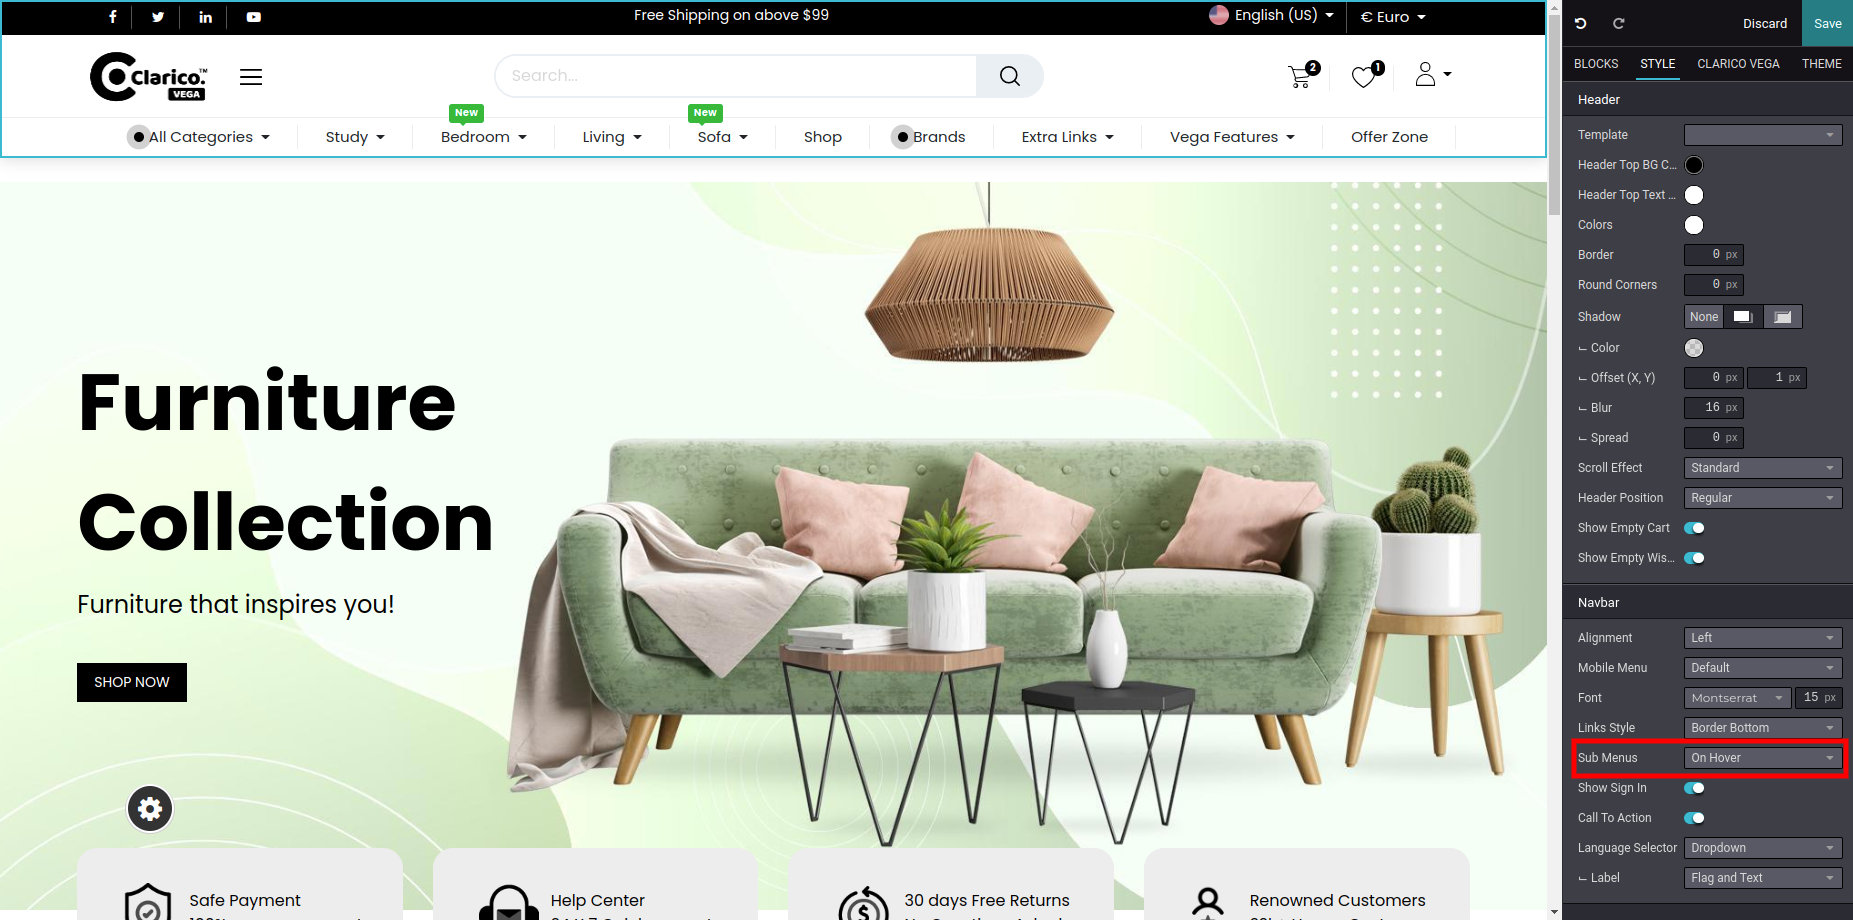 Free Shipping on above $99
English (US)
€ Euro
Clarico.™
VEGA
Search...
2
1
New
New
All Categories
Study
Bedroom
Living
Sofa
Shop
Brands
Extra Links
Vega Features
Offer Zone
Furniture
Collection
Furniture that inspires you!
SHOP NOW
Safe Payment
Help Center
30 days Free Returns
Renowned Customers
Discard
Save
BLOCKS
STYLE
CLARICO VEGA
THEME
Header
Template
Header Top BG C...
Header Top Text ...
Colors
Border 0 px
Round Corners 0 px
Shadow None
Color
Offset (X, Y) 0 px 1 px
Blur 16 px
Spread 0 px
Scroll Effect Standard
Header Position Regular
Show Empty Cart
Show Empty Wis...
Navbar
Alignment Left
Mobile Menu Default
Font Montserrat 15 px
Links Style Border Bottom
Sub Menus On Hover
Show Sign In
Call To Action
Language Selector Dropdown
Label Flag and Text